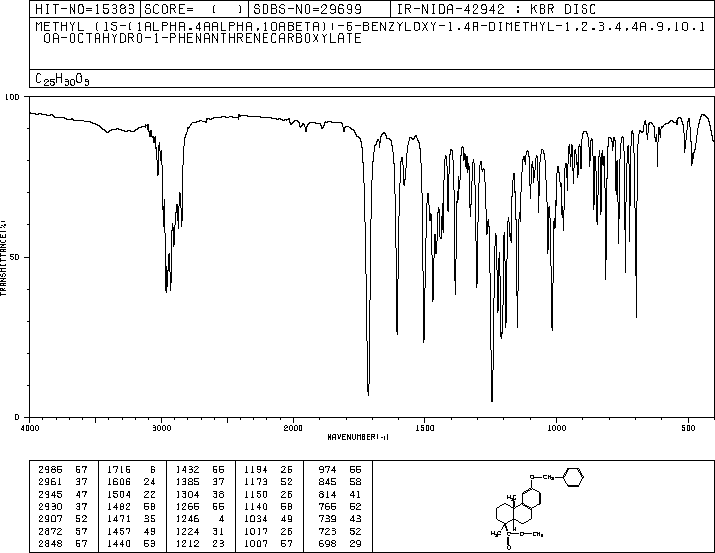 HIT-NO=15383 SCORE= ( ) SDBS-NO=29699 IR-NIDA-42942 : KBR DISC
METHYL (1S-(1ALPHA,4AALPHA,10ABETA))-6-BENZYLOXY-1,4A-DIMETHYL-1,2,3,4,4A,9,10,1
0A-OCTAHYDRO-1-PHENANTHRENECARBOXYLATE
C25H30O3
100
50
0
TRANSMITTANCE(%)
4000 3000 2000 1500 1000 500
WAVENUMBER(-1)
2986 67 1716 6 1432 66 1194 26 974 66
2961 37 1606 24 1385 37 1173 52 845 58
2945 47 1504 22 1304 38 1150 26 814 41
2930 37 1482 68 1266 66 1140 58 766 52
2907 52 1471 35 1246 4 1034 49 739 43
2872 57 1457 49 1224 31 1017 26 723 52
2848 67 1440 53 1212 23 1007 57 698 29
O CH2
H3C
H
H3C C O CH3
O